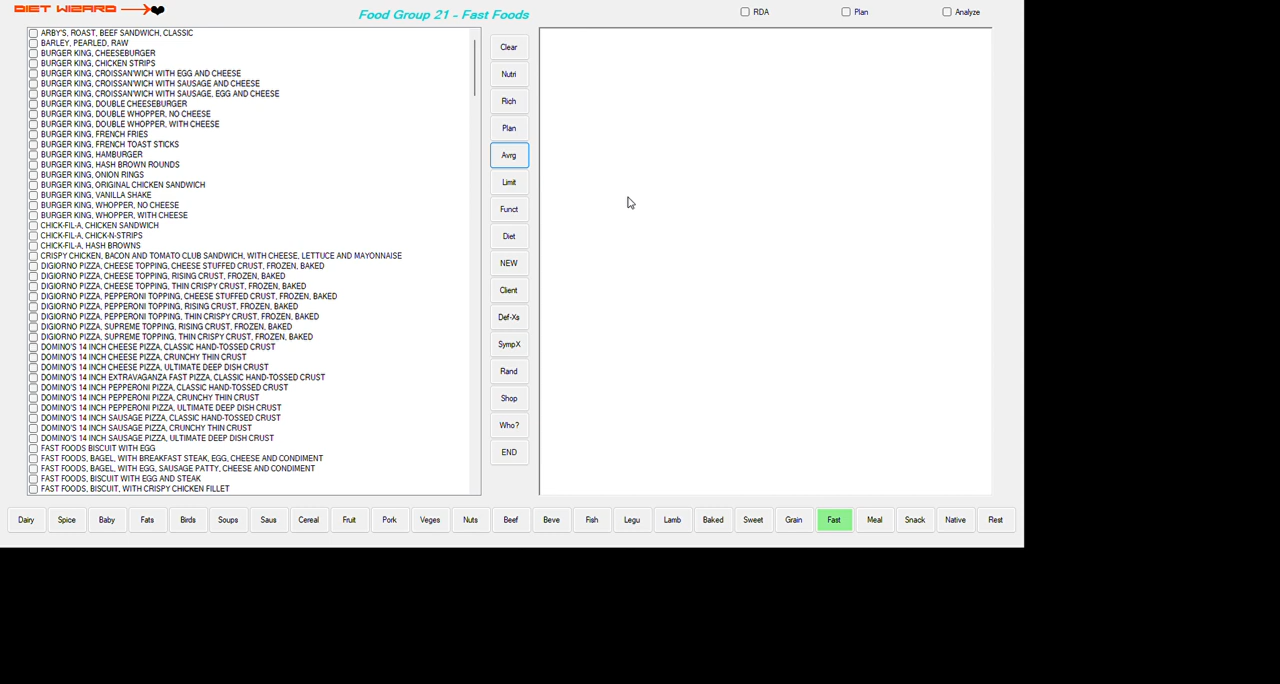 DIET WIZARD
Food Group 21 - Fast Foods
RDA
Plan
Analyze
ARBY'S, ROAST, BEEF SANDWICH, CLASSIC
BARLEY, PEARLED, RAW
BURGER KING, CHEESEBURGER
BURGER KING, CHICKEN STRIPS
BURGER KING, CROISSAN'WICH WITH EGG AND CHEESE
BURGER KING, CROISSAN'WICH WITH SAUSAGE AND CHEESE
BURGER KING, CROISSAN'WICH WITH SAUSAGE, EGG AND CHEESE
BURGER KING, DOUBLE CHEESEBURGER
BURGER KING, DOUBLE WHOPPER, NO CHEESE
BURGER KING, DOUBLE WHOPPER, WITH CHEESE
BURGER KING, FRENCH FRIES
BURGER KING, FRENCH TOAST STICKS
BURGER KING, HAMBURGER
BURGER KING, HASH BROWN ROUNDS
BURGER KING, ONION RINGS
BURGER KING, ORIGINAL CHICKEN SANDWICH
BURGER KING, VANILLA SHAKE
BURGER KING, WHOPPER, NO CHEESE
BURGER KING, WHOPPER, WITH CHEESE
CHICK-FIL-A, CHICKEN SANDWICH
CHICK-FIL-A, CHICK-N-STRIPS
CHICK-FIL-A, HASH BROWNS
CRISPY CHICKEN, BACON AND TOMATO CLUB SANDWICH, WITH CHEESE, LETTUCE AND MAYONNAISE
DIGIORNO PIZZA, CHEESE TOPPING, CHEESE STUFFED CRUST, FROZEN, BAKED
DIGIORNO PIZZA, CHEESE TOPPING, RISING CRUST, FROZEN, BAKED
DIGIORNO PIZZA, CHEESE TOPPING, THIN CRISPY CRUST, FROZEN, BAKED
DIGIORNO PIZZA, PEPPERONI TOPPING, CHEESE STUFFED CRUST, FROZEN, BAKED
DIGIORNO PIZZA, PEPPERONI TOPPING, RISING CRUST, FROZEN, BAKED
DIGIORNO PIZZA, PEPPERONI TOPPING, THIN CRISPY CRUST, FROZEN, BAKED
DIGIORNO PIZZA, SUPREME TOPPING, RISING CRUST, FROZEN, BAKED
DIGIORNO PIZZA, SUPREME TOPPING, THIN CRISPY CRUST, FROZEN, BAKED
DOMINO'S 14 INCH CHEESE PIZZA, CLASSIC HAND-TOSSED CRUST
DOMINO'S 14 INCH CHEESE PIZZA, CRUNCHY THIN CRUST
DOMINO'S 14 INCH CHEESE PIZZA, ULTIMATE DEEP DISH CRUST
DOMINO'S 14 INCH EXTRAVAGANZA FAST PIZZA, CLASSIC HAND-TOSSED CRUST
DOMINO'S 14 INCH PEPPERONI PIZZA, CLASSIC HAND-TOSSED CRUST
DOMINO'S 14 INCH PEPPERONI PIZZA, CRUNCHY THIN CRUST
DOMINO'S 14 INCH PEPPERONI PIZZA, ULTIMATE DEEP DISH CRUST
DOMINO'S 14 INCH SAUSAGE PIZZA, CLASSIC HAND-TOSSED CRUST
DOMINO'S 14 INCH SAUSAGE PIZZA, CRUNCHY THIN CRUST
DOMINO'S 14 INCH SAUSAGE PIZZA, ULTIMATE DEEP DISH CRUST
FAST FOODS BISCUIT WITH EGG
FAST FOODS, BAGEL, WITH BREAKFAST STEAK, EGG, CHEESE AND CONDIMENT
FAST FOODS, BAGEL, WITH EGG, SAUSAGE PATTY, CHEESE AND CONDIMENT
FAST FOODS, BISCUIT WITH EGG AND STEAK
FAST FOODS, BISCUIT, WITH CRISPY CHICKEN FILLET
Clear
Nutri
Rich
Plan
Avrg
Limit
Funct
Diet
NEW
Client
Def-Xs
SympX
Rand
Shop
Who?
END
Dairy Spice Baby Fats Birds Soups Saus Cereal Fruit Pork Veges Nuts Beef Beve Fish Legu Lamb Baked Sweet Grain Fast Meal Snack Native Rest